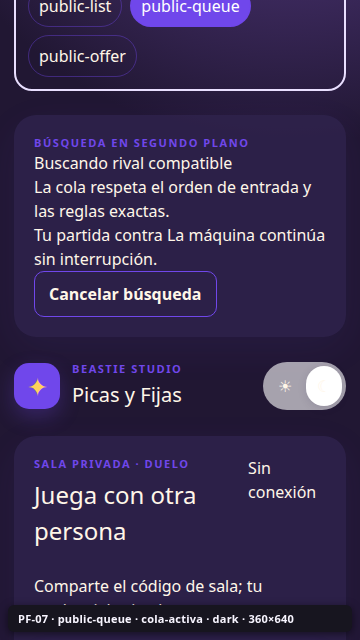 public-list
public-queue
public-offer
BÚSQUEDA EN SEGUNDO PLANO
Buscando rival compatible
La cola respeta el orden de entrada y
las reglas exactas.
Tu partida contra La máquina continúa
sin interrupción.
Cancelar búsqueda
BEASTIE STUDIO
Picas y Fijas
SALA PRIVADA · DUELO
Sin
conexión
Juega con otra
persona
Comparte el código de sala; tu
PF-07 · public-queue · cola-activa · dark · 360×640